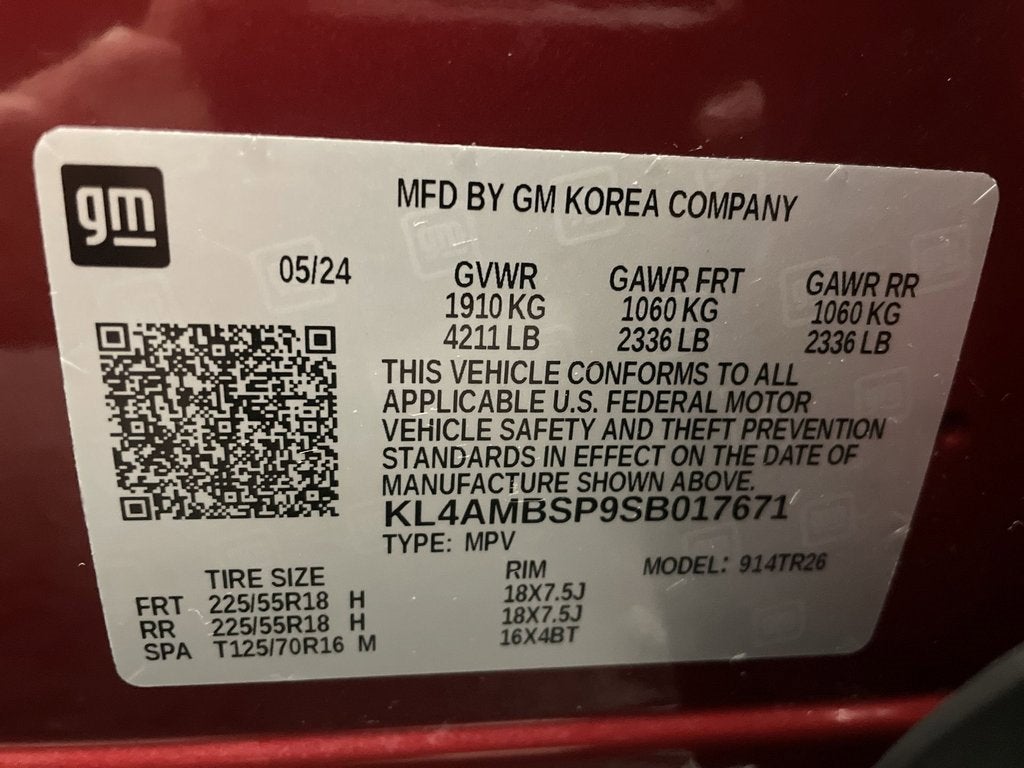 gm
MFD BY GM KOREA COMPANY
05/24 GVWR GAWR FRT GAWR RR
1910 KG 1060 KG 1060 KG
4211 LB 2336 LB 2336 LB
THIS VEHICLE CONFORMS TO ALL
APPLICABLE U.S. FEDERAL MOTOR
VEHICLE SAFETY AND THEFT PREVENTION
STANDARDS IN EFFECT ON THE DATE OF
MANUFACTURE SHOWN ABOVE.
KL4AMBSP9SB017671
TYPE: MPV
TIRE SIZE RIM MODEL: 914TR26
FRT 225/55R18 H 18X7.5J
RR 225/55R18 H 18X7.5J
SPA T125/70R16 M 16X4BT